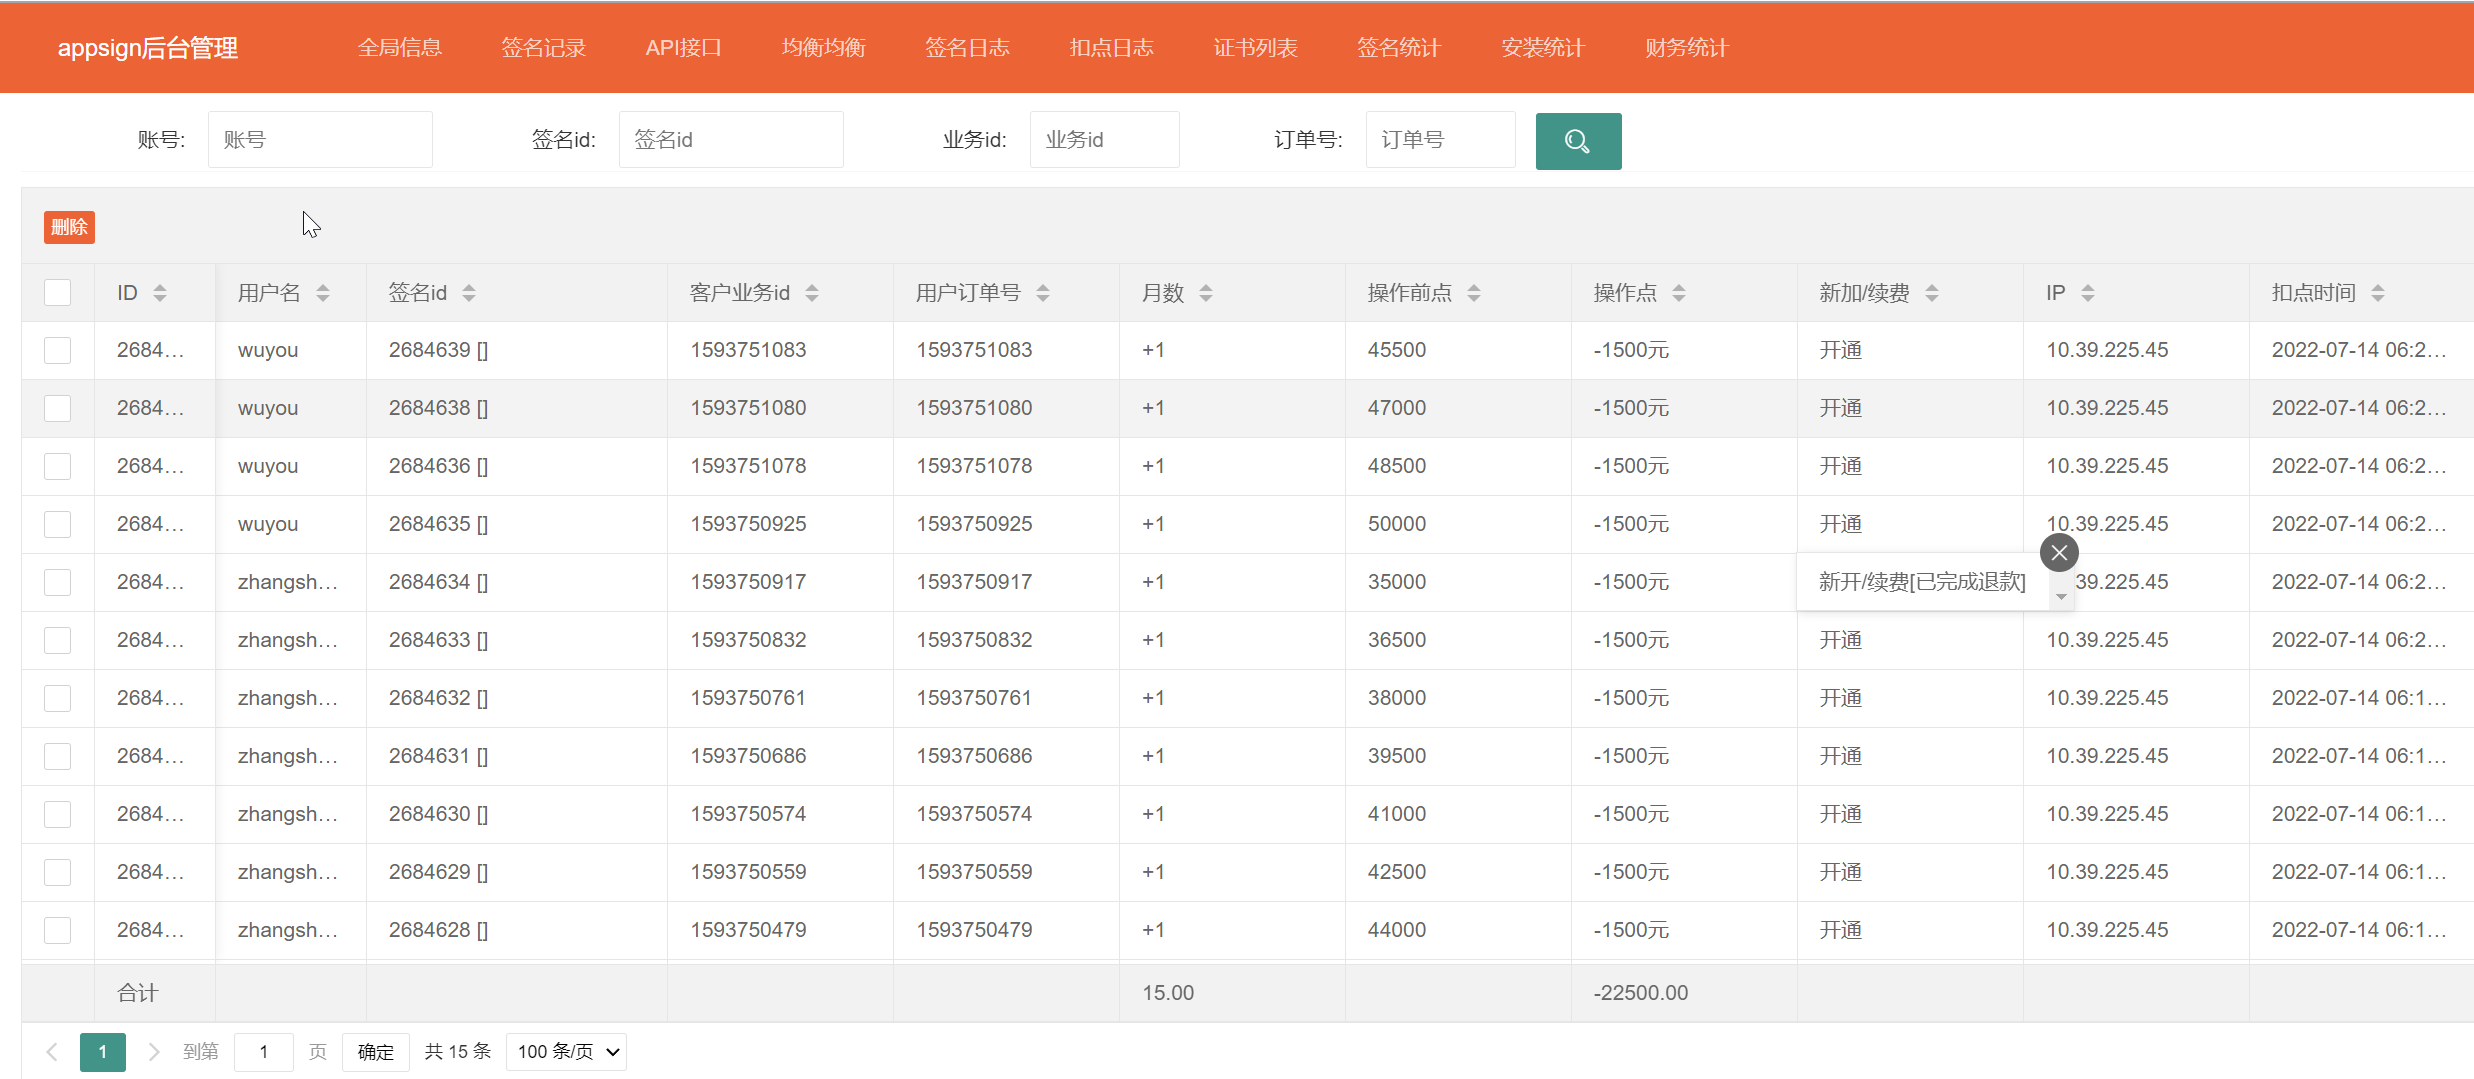 appsign后台管理 全局信息 签名记录 API接口 均衡均衡 签名日志 扣点日志 证书列表 签名统计 安装统计 财务统计
账号: 账号 签名id: 签名id 业务id: 业务id 订单号: 订单号
删除
ID 用户名 签名id 客户业务id 用户订单号 月数 操作前点 操作点 新加/续费 IP 扣点时间
2684… wuyou 2684639 [] 1593751083 1593751083 +1 45500 -1500元 开通 10.39.225.45 2022-07-14 06:2…
2684… wuyou 2684638 [] 1593751080 1593751080 +1 47000 -1500元 开通 10.39.225.45 2022-07-14 06:2…
2684… wuyou 2684636 [] 1593751078 1593751078 +1 48500 -1500元 开通 10.39.225.45 2022-07-14 06:2…
2684… wuyou 2684635 [] 1593750925 1593750925 +1 50000 -1500元 开通 10.39.225.45 2022-07-14 06:2…
2684… zhangsh… 2684634 [] 1593750917 1593750917 +1 35000 -1500元 新开/续费[已完成退款] 39.225.45 2022-07-14 06:2…
2684… zhangsh… 2684633 [] 1593750832 1593750832 +1 36500 -1500元 开通 10.39.225.45 2022-07-14 06:2…
2684… zhangsh… 2684632 [] 1593750761 1593750761 +1 38000 -1500元 开通 10.39.225.45 2022-07-14 06:1…
2684… zhangsh… 2684631 [] 1593750686 1593750686 +1 39500 -1500元 开通 10.39.225.45 2022-07-14 06:1…
2684… zhangsh… 2684630 [] 1593750574 1593750574 +1 41000 -1500元 开通 10.39.225.45 2022-07-14 06:1…
2684… zhangsh… 2684629 [] 1593750559 1593750559 +1 42500 -1500元 开通 10.39.225.45 2022-07-14 06:1…
2684… zhangsh… 2684628 [] 1593750479 1593750479 +1 44000 -1500元 开通 10.39.225.45 2022-07-14 06:1…
合计 15.00 -22500.00
1 到第 1 页 确定 共 15 条 100 条/页